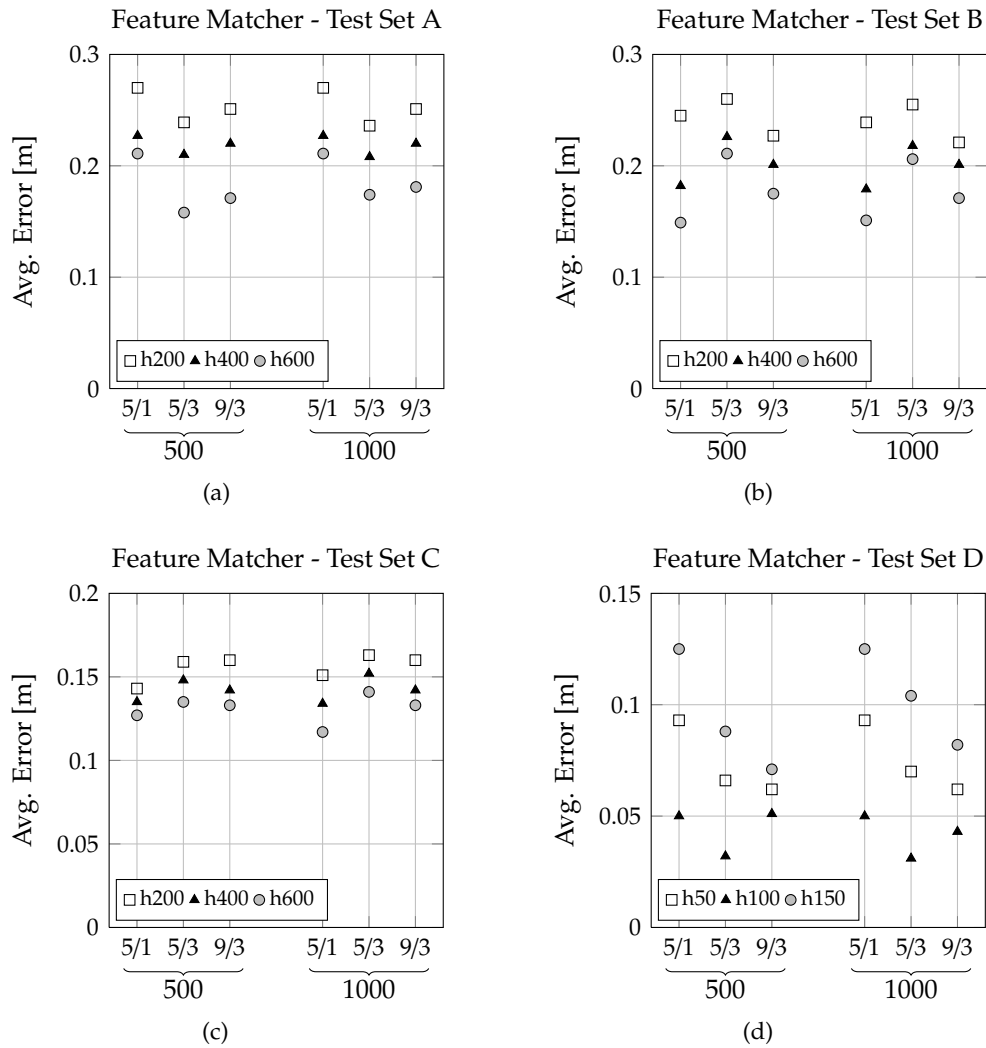 Feature Matcher - Test Set A
0.3
0.2
0.1
0
Avg. Error [m]
h200 h400 h600
5/1 5/3 9/3 5/1 5/3 9/3
500 1000
(a)
Feature Matcher - Test Set B
0.3
0.2
0.1
0
Avg. Error [m]
h200 h400 h600
5/1 5/3 9/3 5/1 5/3 9/3
500 1000
(b)
Feature Matcher - Test Set C
0.2
0.15
0.1
0.05
0
Avg. Error [m]
h200 h400 h600
5/1 5/3 9/3 5/1 5/3 9/3
500 1000
(c)
Feature Matcher - Test Set D
0.15
0.1
0.05
0
Avg. Error [m]
h50 h100 h150
5/1 5/3 9/3 5/1 5/3 9/3
500 1000
(d)